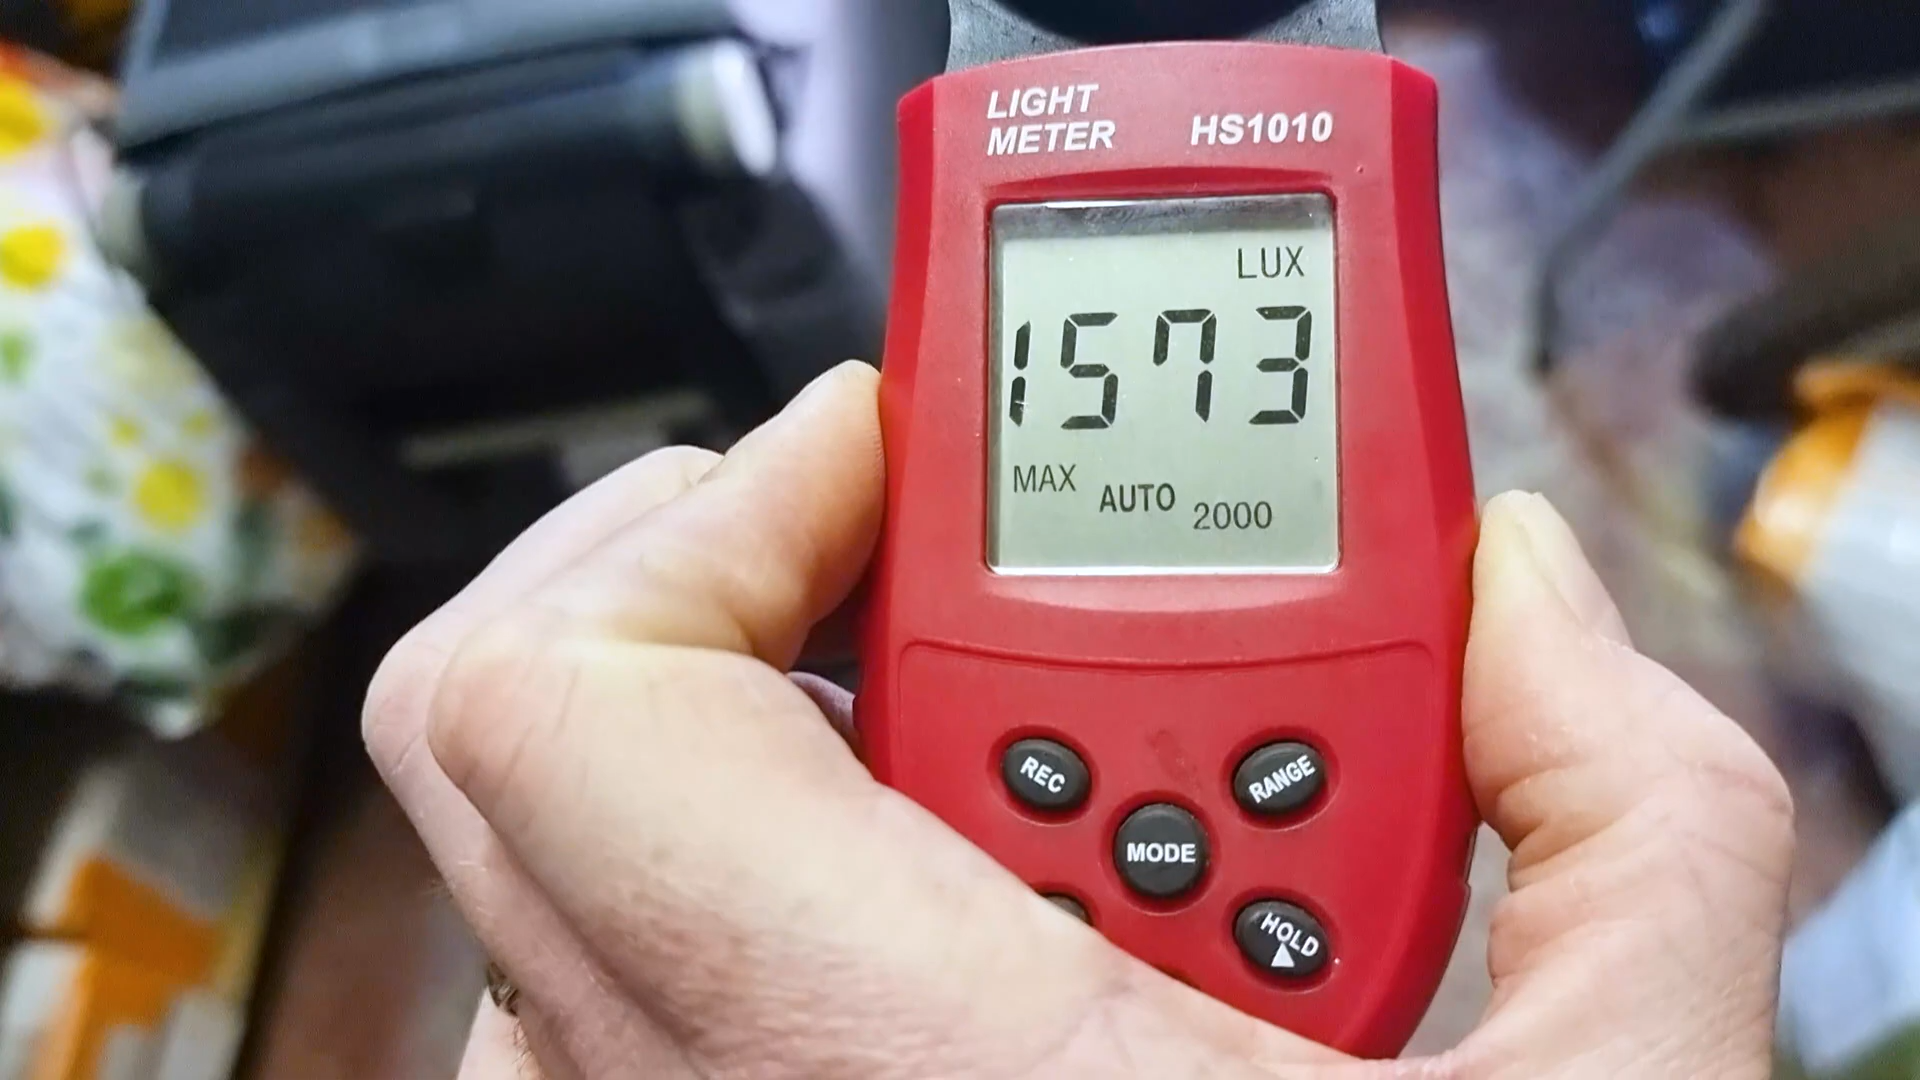 LIGHT
METER
HS1010
LUX
1573
MAX AUTO 2000
REC
RANGE
MODE
HOLD